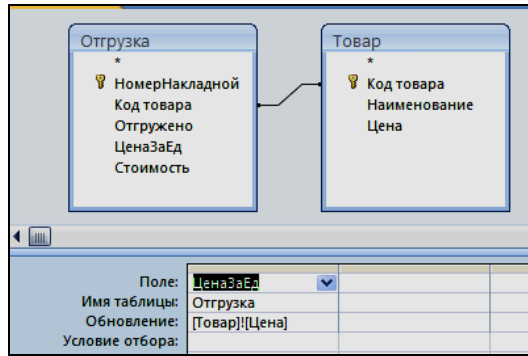 Отгрузка
*
НомерНакладной
Код товара
Отгружено
ЦенаЗаЕд
Стоимость
Товар
*
Код товара
Наименование
Цена
Поле: ЦенаЗаЕд
Имя таблицы: Отгрузка
Обновление: [Товар]![Цена]
Условие отбора: